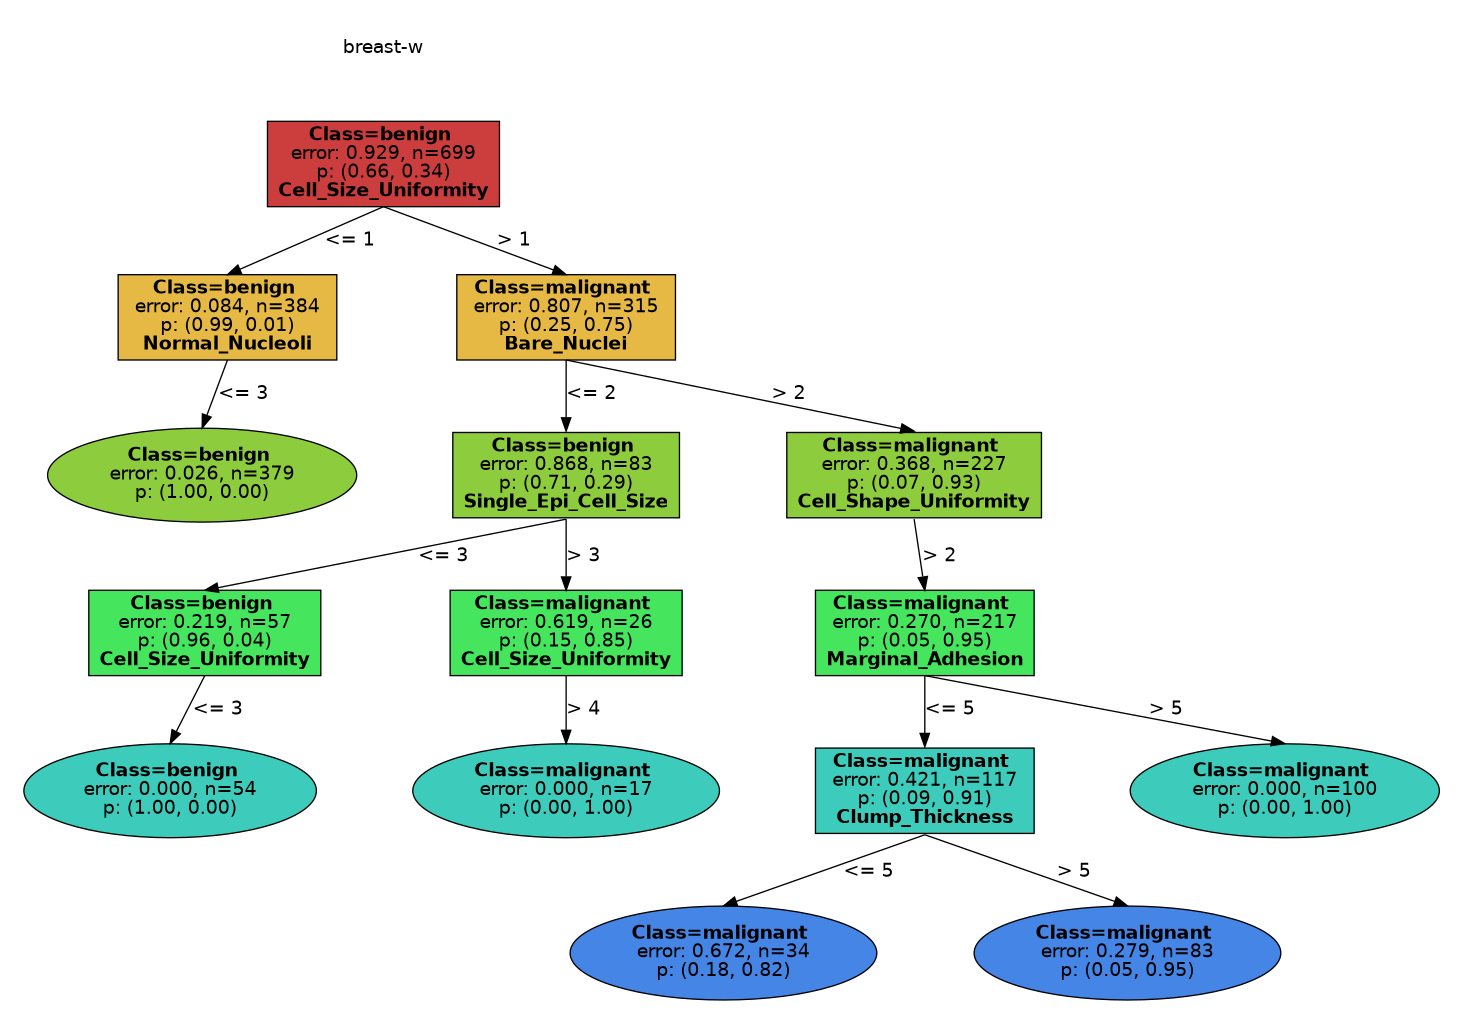 breast-w
Class=benign
error: 0.929, n=699
p: (0.66, 0.34)
Cell_Size_Uniformity
<= 1
> 1
Class=benign
error: 0.084, n=384
p: (0.99, 0.01)
Normal_Nucleoli
Class=malignant
error: 0.807, n=315
p: (0.25, 0.75)
Bare_Nuclei
<= 3
<= 2
> 2
Class=benign
error: 0.026, n=379
p: (1.00, 0.00)
Class=benign
error: 0.868, n=83
p: (0.71, 0.29)
Single_Epi_Cell_Size
Class=malignant
error: 0.368, n=227
p: (0.07, 0.93)
Cell_Shape_Uniformity
<= 3
> 3
> 2
Class=benign
error: 0.219, n=57
p: (0.96, 0.04)
Cell_Size_Uniformity
Class=malignant
error: 0.619, n=26
p: (0.15, 0.85)
Cell_Size_Uniformity
Class=malignant
error: 0.270, n=217
p: (0.05, 0.95)
Marginal_Adhesion
<= 3
> 4
<= 5
> 5
Class=benign
error: 0.000, n=54
p: (1.00, 0.00)
Class=malignant
error: 0.000, n=17
p: (0.00, 1.00)
Class=malignant
error: 0.421, n=117
p: (0.09, 0.91)
Clump_Thickness
Class=malignant
error: 0.000, n=100
p: (0.00, 1.00)
<= 5
> 5
Class=malignant
error: 0.672, n=34
p: (0.18, 0.82)
Class=malignant
error: 0.279, n=83
p: (0.05, 0.95)